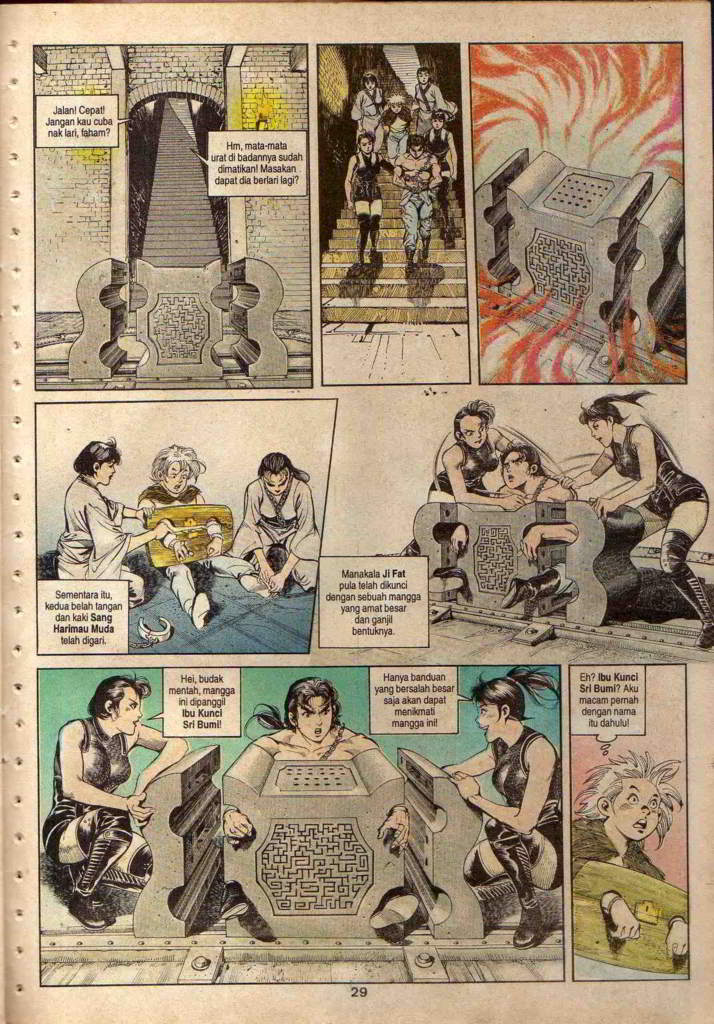 Jalan! Cepat!
Jangan kau cuba
nak lari, faham?
Hm, mata-mata
urat di badannya sudah
dimatikan! Masakan
dapat dia berlari lagi?
Sementara itu,
kedua belah tangan
dan kaki Sang
Harimau Muda
telah digari.
Manakala Ji Fat
pula telah dikunci
dengan sebuah mangga
yang amat besar
dan ganjil
bentuknya.
Hei, budak
mentah, mangga
ini dipanggil
Ibu Kunci
Sri Bumi!
Hanya banduan
yang bersalah besar
saja akan dapat
menikmati
mangga ini!
Eh? Ibu Kunci
Sri Bumi? Aku
macam pernah
dengan nama
itu dahulu!
29